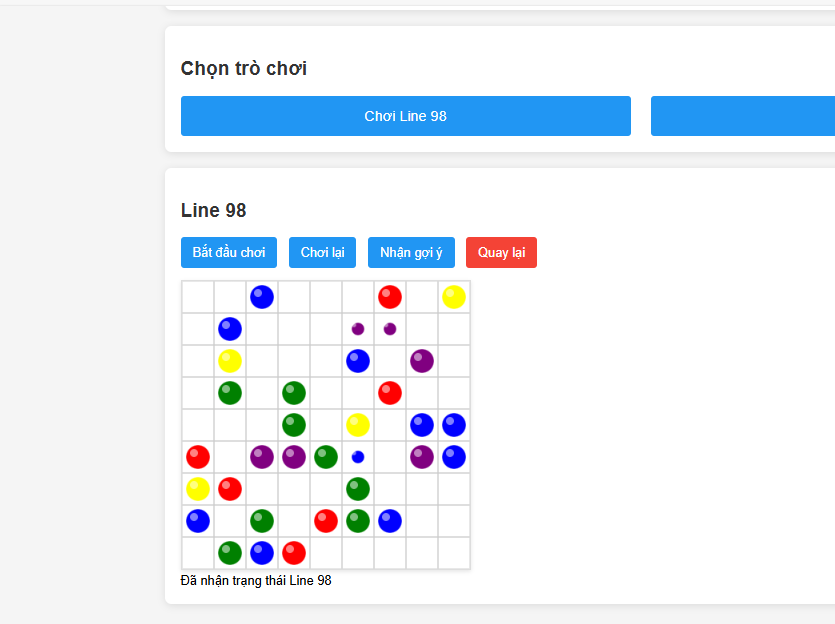 Chọn trò chơi
Chơi Line 98
Line 98
Bắt đầu chơi
Chơi lại
Nhận gợi ý
Quay lại
Đã nhận trạng thái Line 98